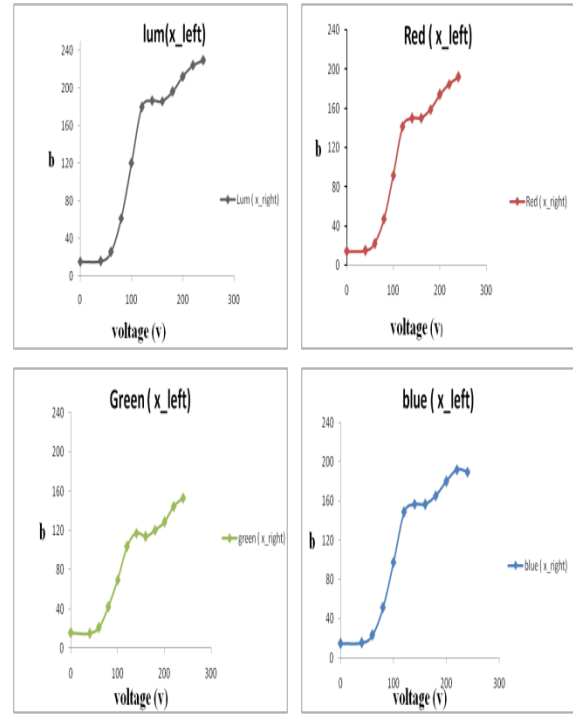 lum(x_left)
240
200
160
b
120
80
40
0
0
100
200
300
voltage (v)
Lum ( x_right)
Red ( x_left)
240
200
160
b
120
80
40
0
0
100
200
300
voltage (v)
Red ( x_right)
Green ( x_left)
240
200
160
b
120
80
40
0
0
100
200
300
voltage (v)
green ( x_right)
blue ( x_left)
240
200
160
b
120
80
40
0
0
100
200
300
voltage (v)
blue ( x_right)